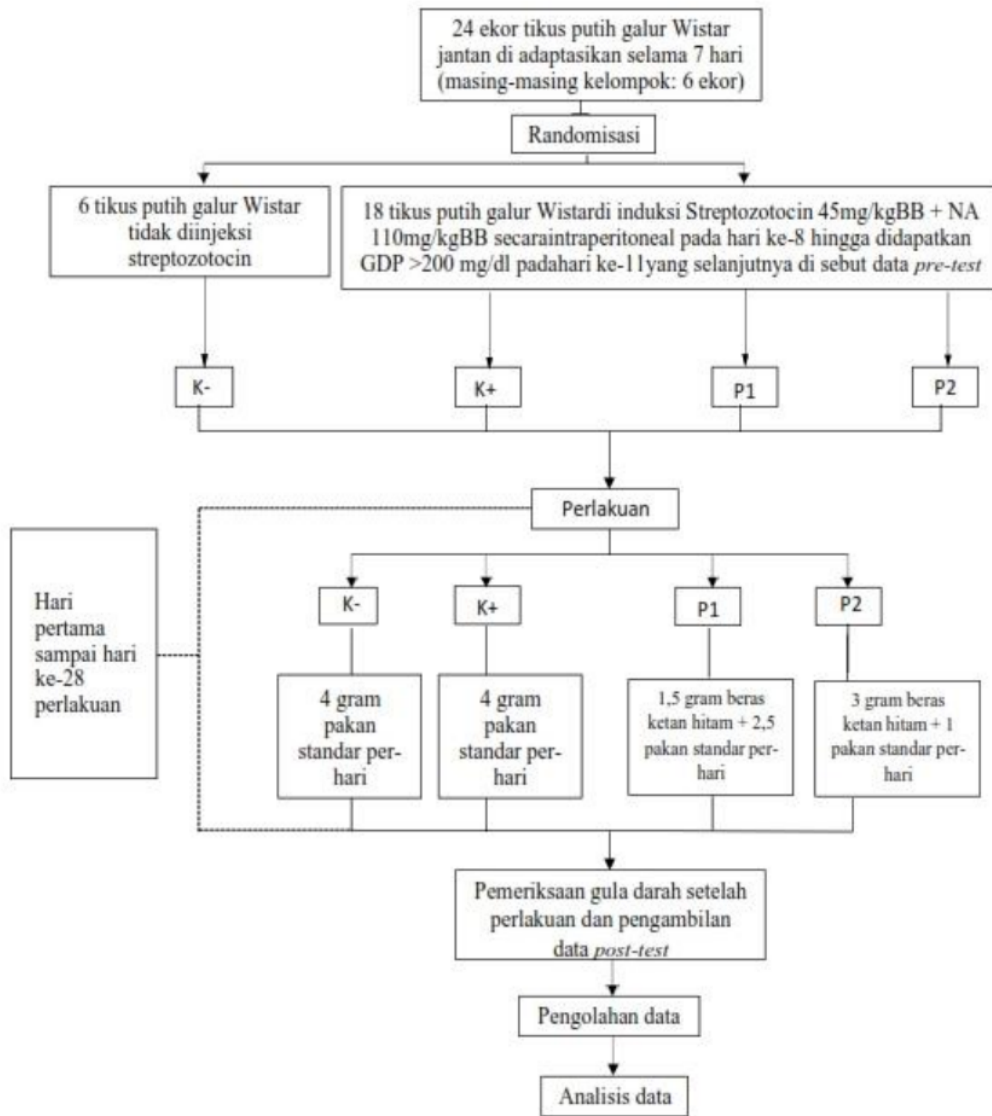 24 ekor tikus putih galur Wistar
jantan di adaptasikan selama 7 hari
(masing-masing kelompok: 6 ekor)
Randomisasi
6 tikus putih galur Wistar
tidak diinjeksi
streptozotocin
18 tikus putih galur Wistardi induksi Streptozotocin 45mg/kgBB + NA
110mg/kgBB secaraintraperitoneal pada hari ke-8 hingga didapatkan
GDP >200 mg/dl padahari ke-11yang selanjutnya di sebut data pre-test
K-
K+
P1
P2
Perlakuan
Hari
pertama
sampai hari
ke-28
perlakuan
K-
K+
P1
P2
4 gram
pakan
standar per-
hari
4 gram
pakan
standar per-
hari
1,5 gram beras
ketan hitam + 2,5
pakan standar per-
hari
3 gram beras
ketan hitam + 1
pakan standar per-
hari
Pemeriksaan gula darah setelah
perlakuan dan pengambilan
data post-test
Pengolahan data
Analisis data